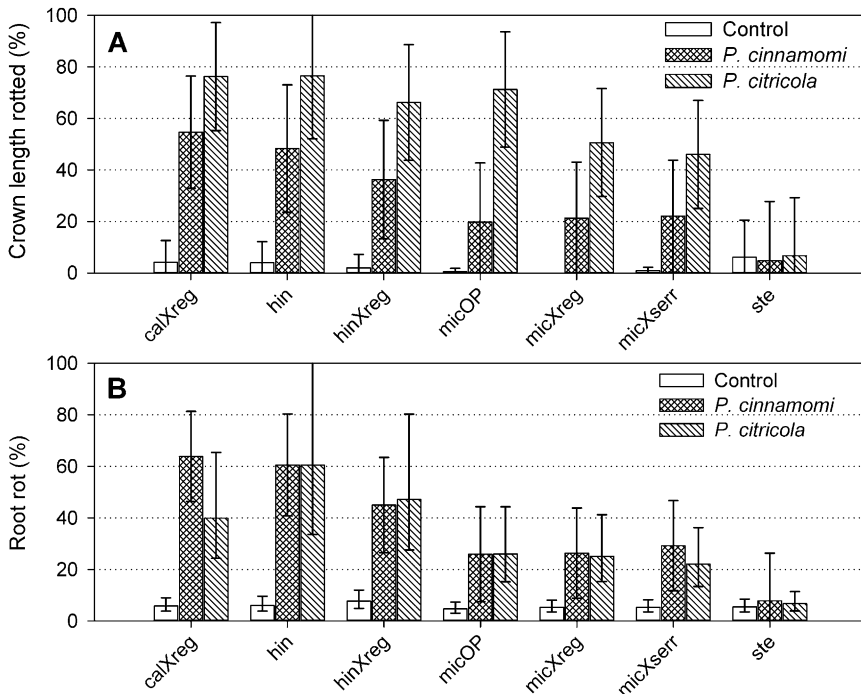 A
Crown length rotted (%)
100
80
60
40
20
0
Control
P. cinnamomi
P. citricola
calXreg
hin
hinXreg
micOP
micXreg
micXserr
ste
B
Root rot (%)
100
80
60
40
20
0
Control
P. cinnamomi
P. citricola
calXreg
hin
hinXreg
micOP
micXreg
micXserr
ste